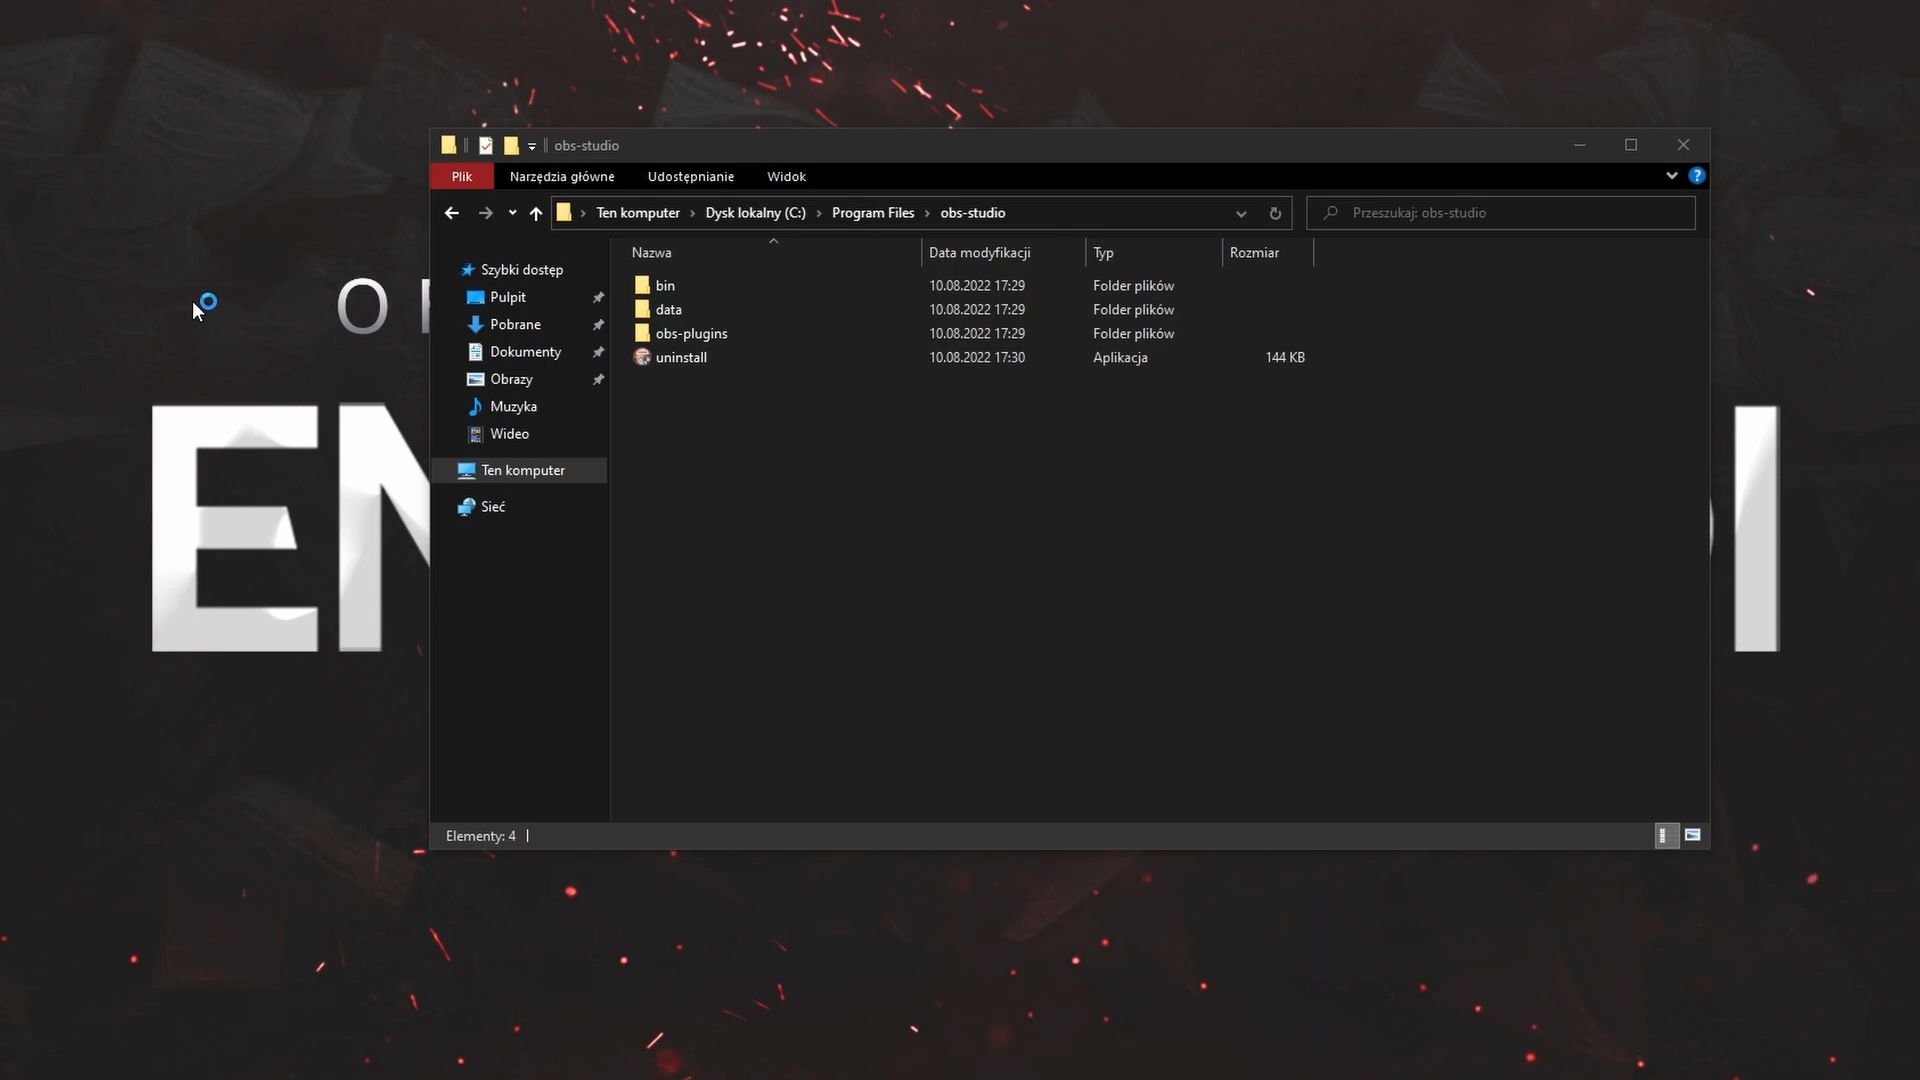 obs-studio
Plik Narzędzia główne Udostępnianie Widok
Ten komputer Dysk lokalny (C:) Program Files obs-studio
Przeszukaj: obs-studio
Nazwa Data modyfikacji Typ Rozmiar
Szybki dostęp
Pulpit
Pobrane
Dokumenty
Obrazy
Muzyka
Wideo
Ten komputer
Sieć
bin 10.08.2022 17:29 Folder plików
data 10.08.2022 17:29 Folder plików
obs-plugins 10.08.2022 17:29 Folder plików
uninstall 10.08.2022 17:30 Aplikacja 144 KB
Elementy: 4